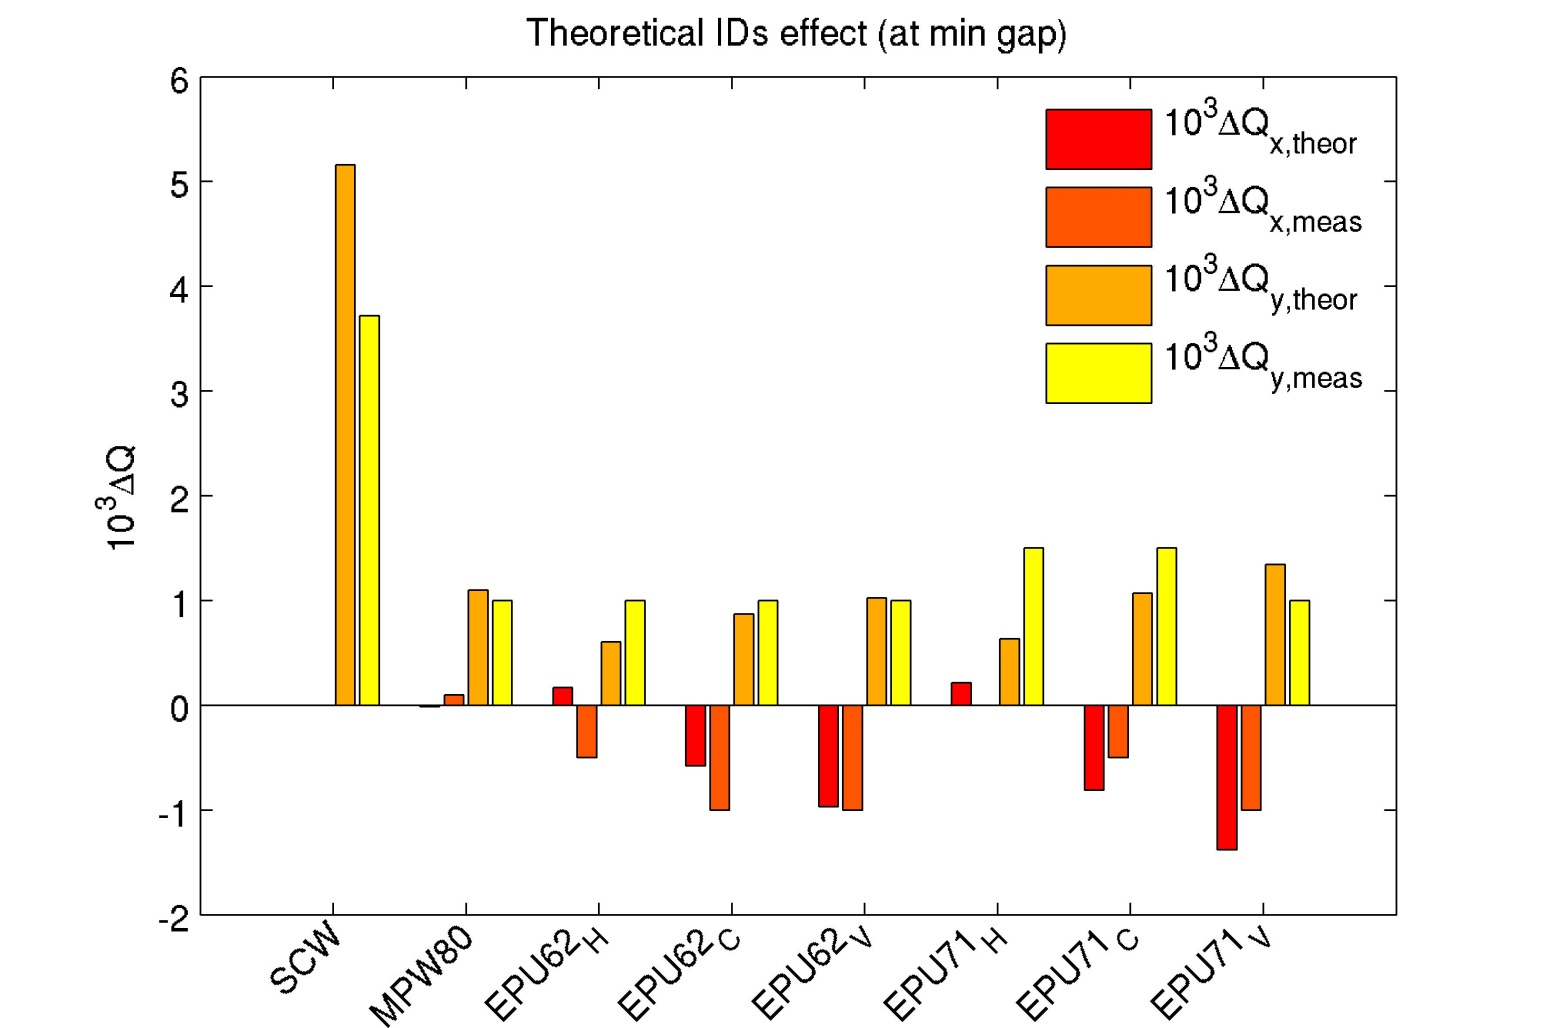 Theoretical IDs effect (at min gap)
6
5
4
3
2
1
0
-1
-2
10³ΔQ
10³ΔQx,theor
10³ΔQx,meas
10³ΔQy,theor
10³ΔQy,meas
SCW
MPW80
EPU62H
EPU62C
EPU62V
EPU71H
EPU71C
EPU71V